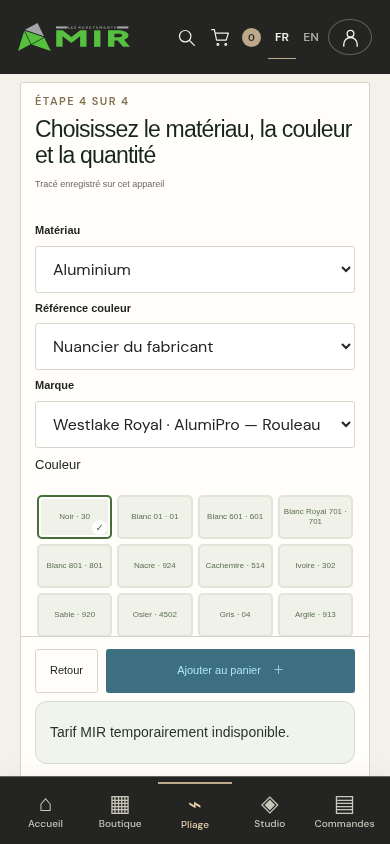 LES REVÊTEMENTS
MIR
0
FR
EN
ÉTAPE 4 SUR 4
Choisissez le matériau, la couleur
et la quantité
Tracé enregistré sur cet appareil
Matériau
Aluminium
Référence couleur
Nuancier du fabricant
Marque
Westlake Royal · AlumiPro — Rouleau
Couleur
Noir · 30
Blanc 01 · 01
Blanc 601 · 601
Blanc Royal 701 ·
701
Blanc 801 · 801
Nacre · 924
Cachemire · 514
Ivoire · 302
Sable · 920
Osier · 4502
Gris · 04
Argile · 913
Retour
Ajouter au panier +
Tarif MIR temporairement indisponible.
Accueil
Boutique
Pliage
Studio
Commandes